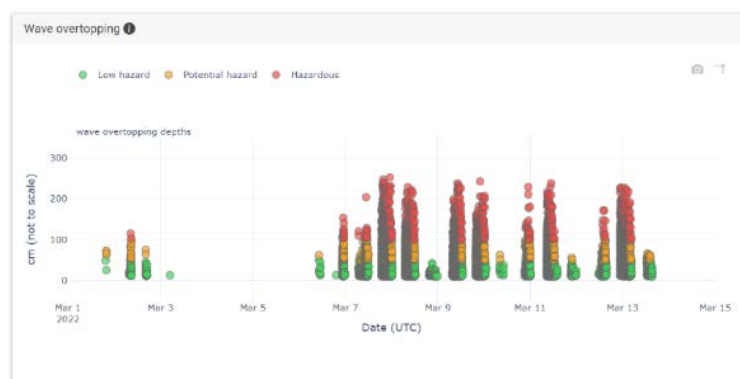 Wave overtopping
Low hazard Potential hazard Hazardous
wave overtopping depths
300
200
100
0
cm (not to scale)
Mar 1 Mar 3 Mar 5 Mar 7 Mar 9 Mar 11 Mar 13 Mar 15
2022
Date (UTC)